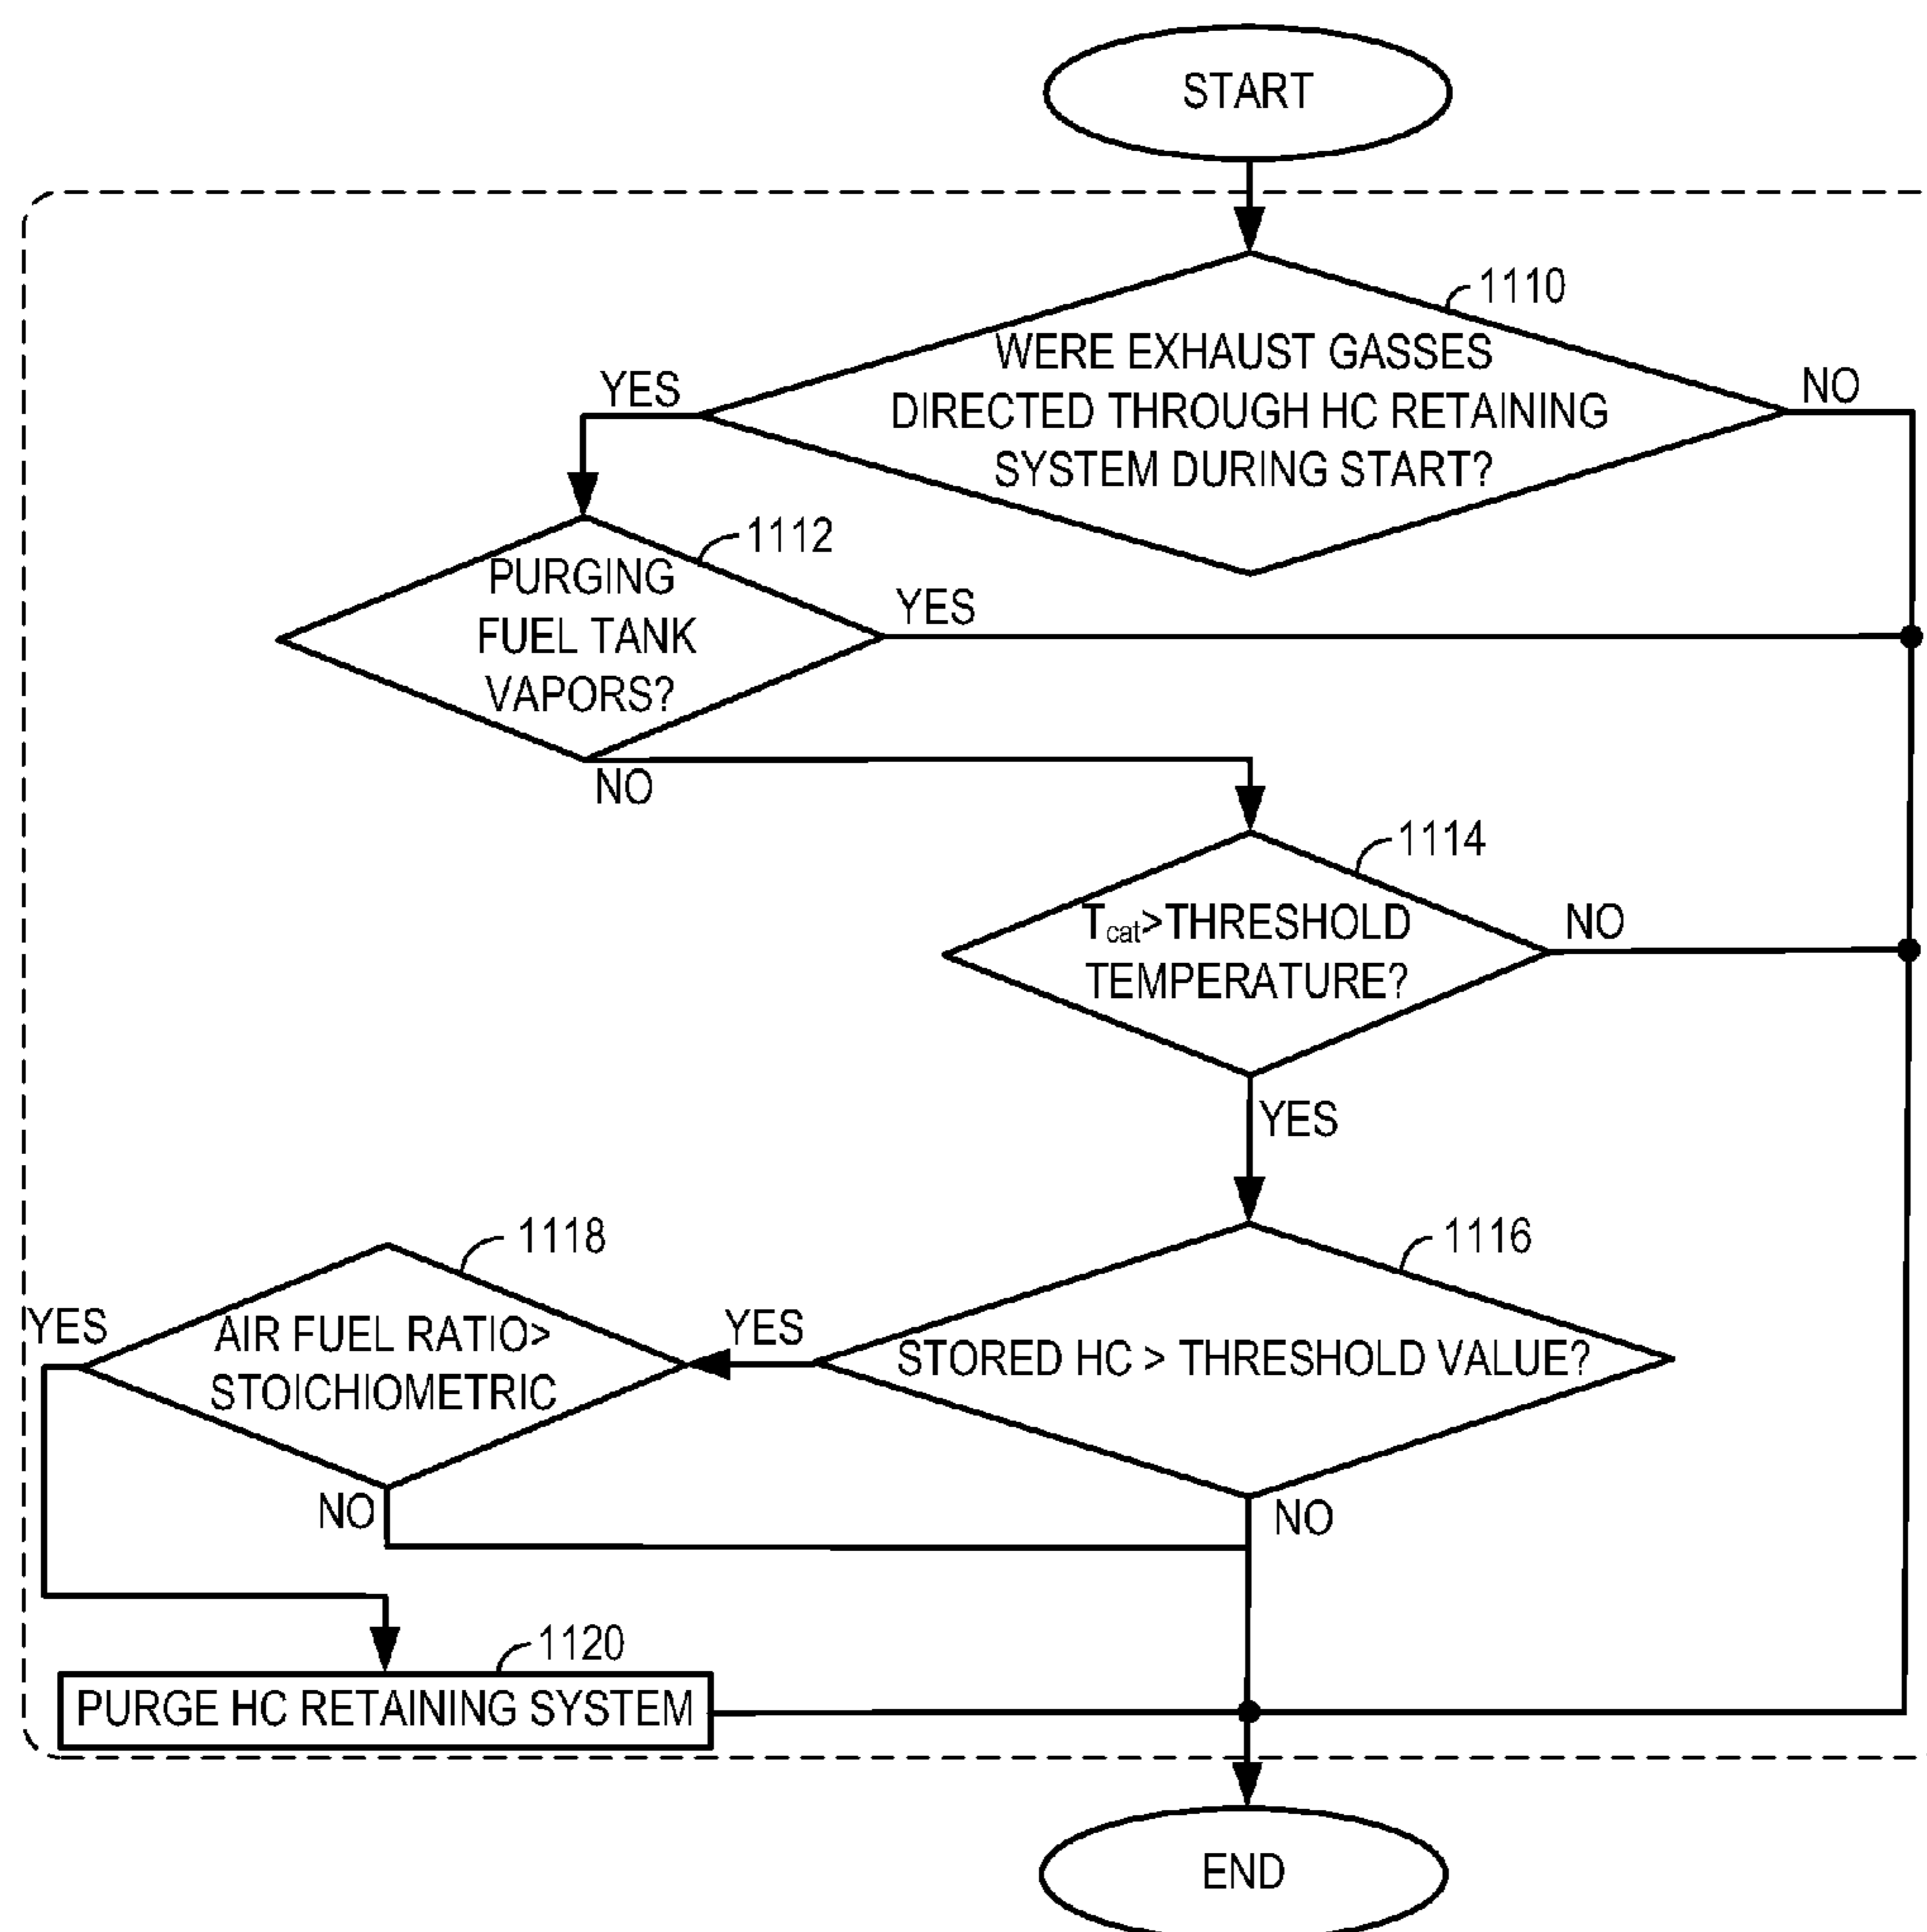 START
1110
WERE EXHAUST GASSES
DIRECTED THROUGH HC RETAINING
SYSTEM DURING START?
YES
NO
1112
PURGING
FUEL TANK
VAPORS?
YES
NO
1114
Tcat>THRESHOLD
TEMPERATURE?
NO
YES
1116
STORED HC > THRESHOLD VALUE?
YES
NO
1118
AIR FUEL RATIO>
STOICHIOMETRIC
YES
NO
1120
PURGE HC RETAINING SYSTEM
END